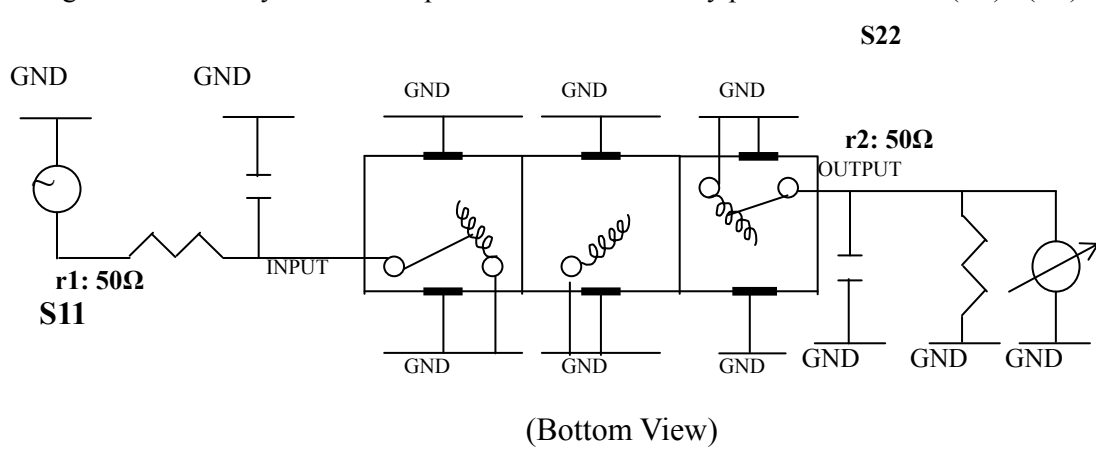 S22
GND GND GND GND GND
r2: 50Ω
OUTPUT
INPUT
r1: 50Ω
S11
GND GND GND GND GND GND
(Bottom View)